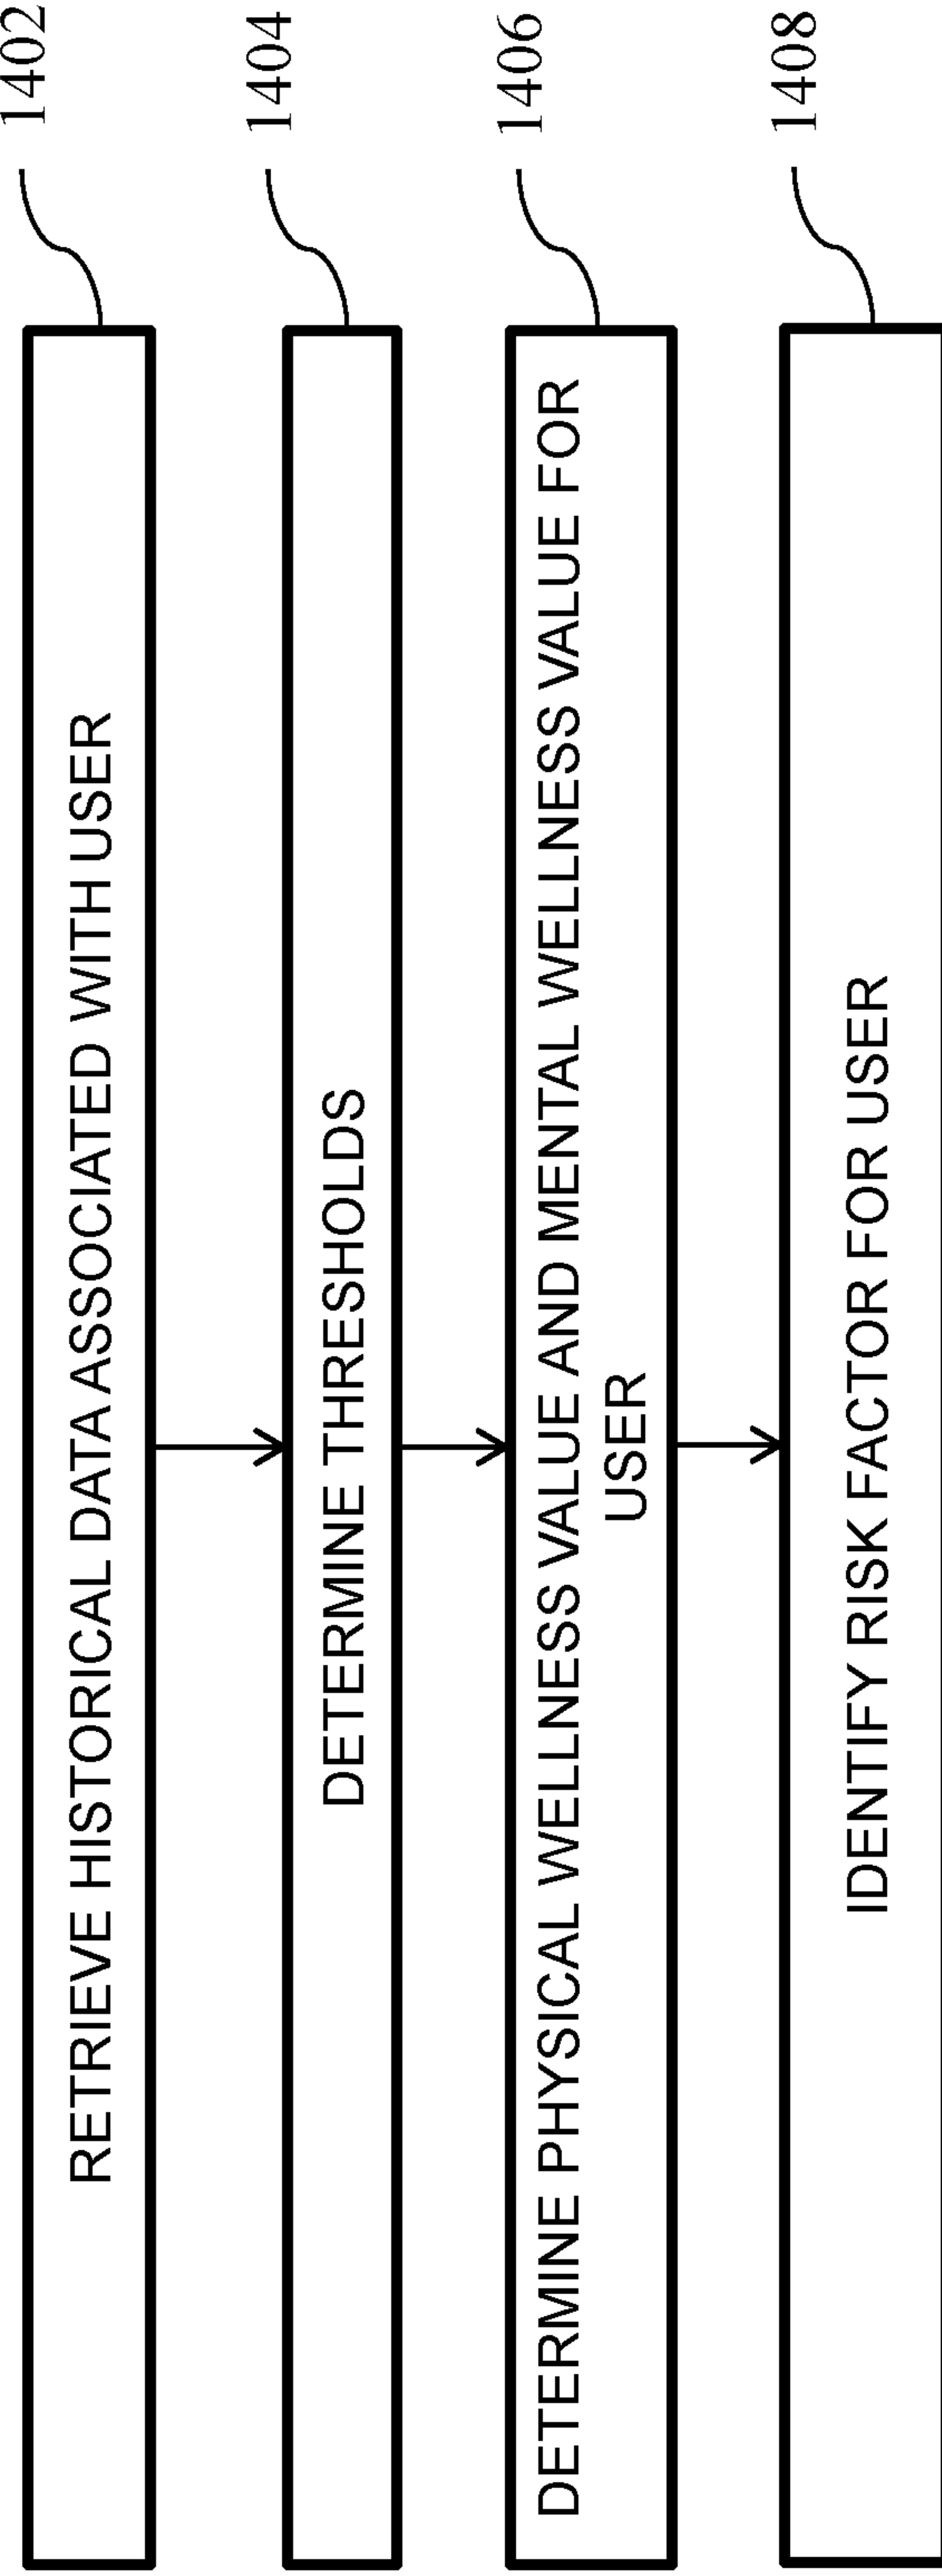 RETRIEVE HISTORICAL DATA ASSOCIATED WITH USER
1402
DETERMINE THRESHOLDS
1404
DETERMINE PHYSICAL WELLNESS VALUE AND MENTAL WELLNESS VALUE FOR
USER
1406
IDENTIFY RISK FACTOR FOR USER
1408